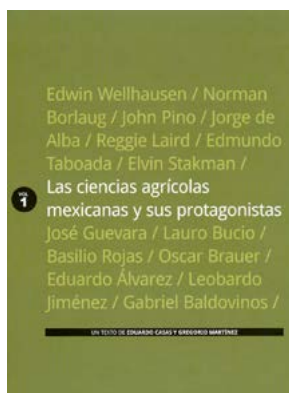 Edwin Wellhausen / Norman
Borlaug / John Pino / Jorge de
Alba / Reggie Laird / Edmundo
Taboada / Elvin Stakman /
VOL
1
Las ciencias agrícolas
mexicanas y sus protagonistas
José Guevara / Lauro Bucio /
Basilio Rojas / Oscar Brauer /
Eduardo Álvarez / Leobardo
Jiménez / Gabriel Baldovinos /
UN TEXTO DE EDUARDO CASAS Y GREGORIO MARTÍNEZ